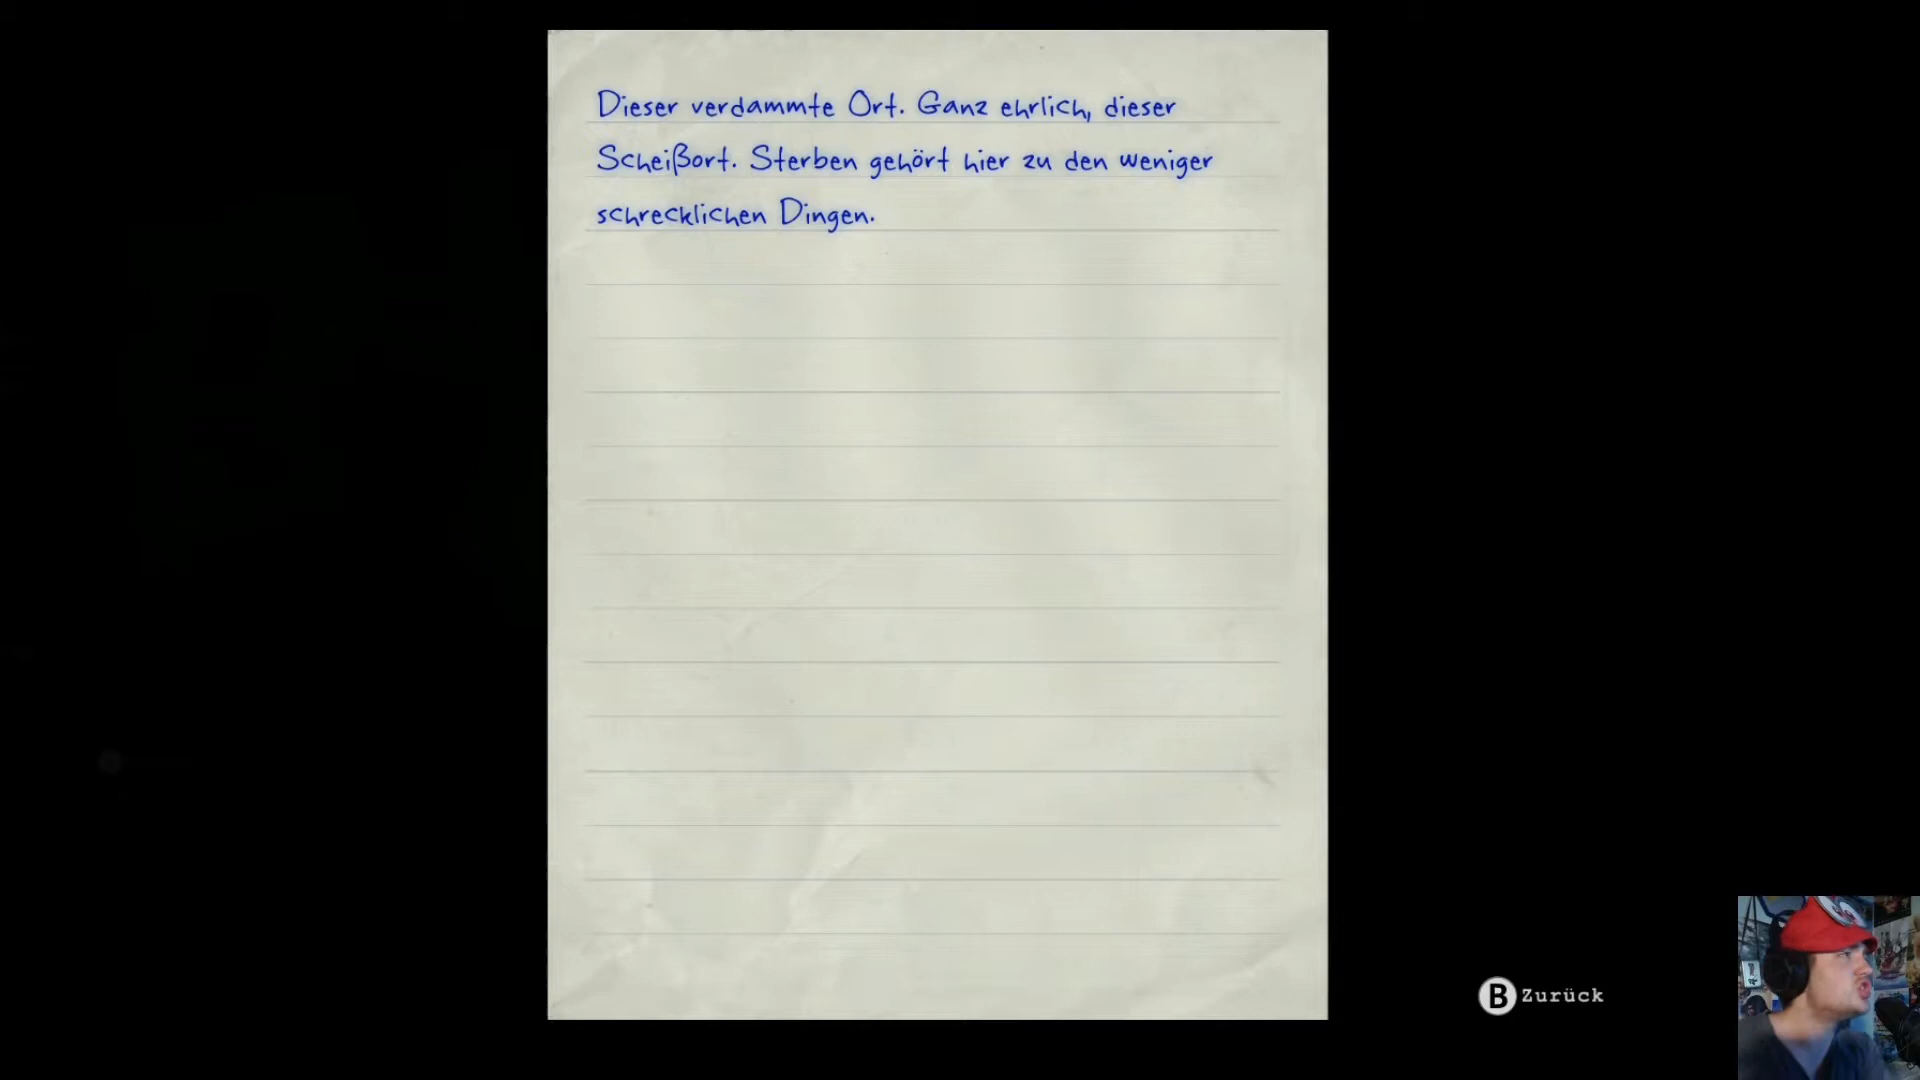 Dieser verdammte Ort. Ganz ehrlich, dieser
Scheißort. Sterben gehört hier zu den weniger
schrecklichen Dingen.
B Zurück